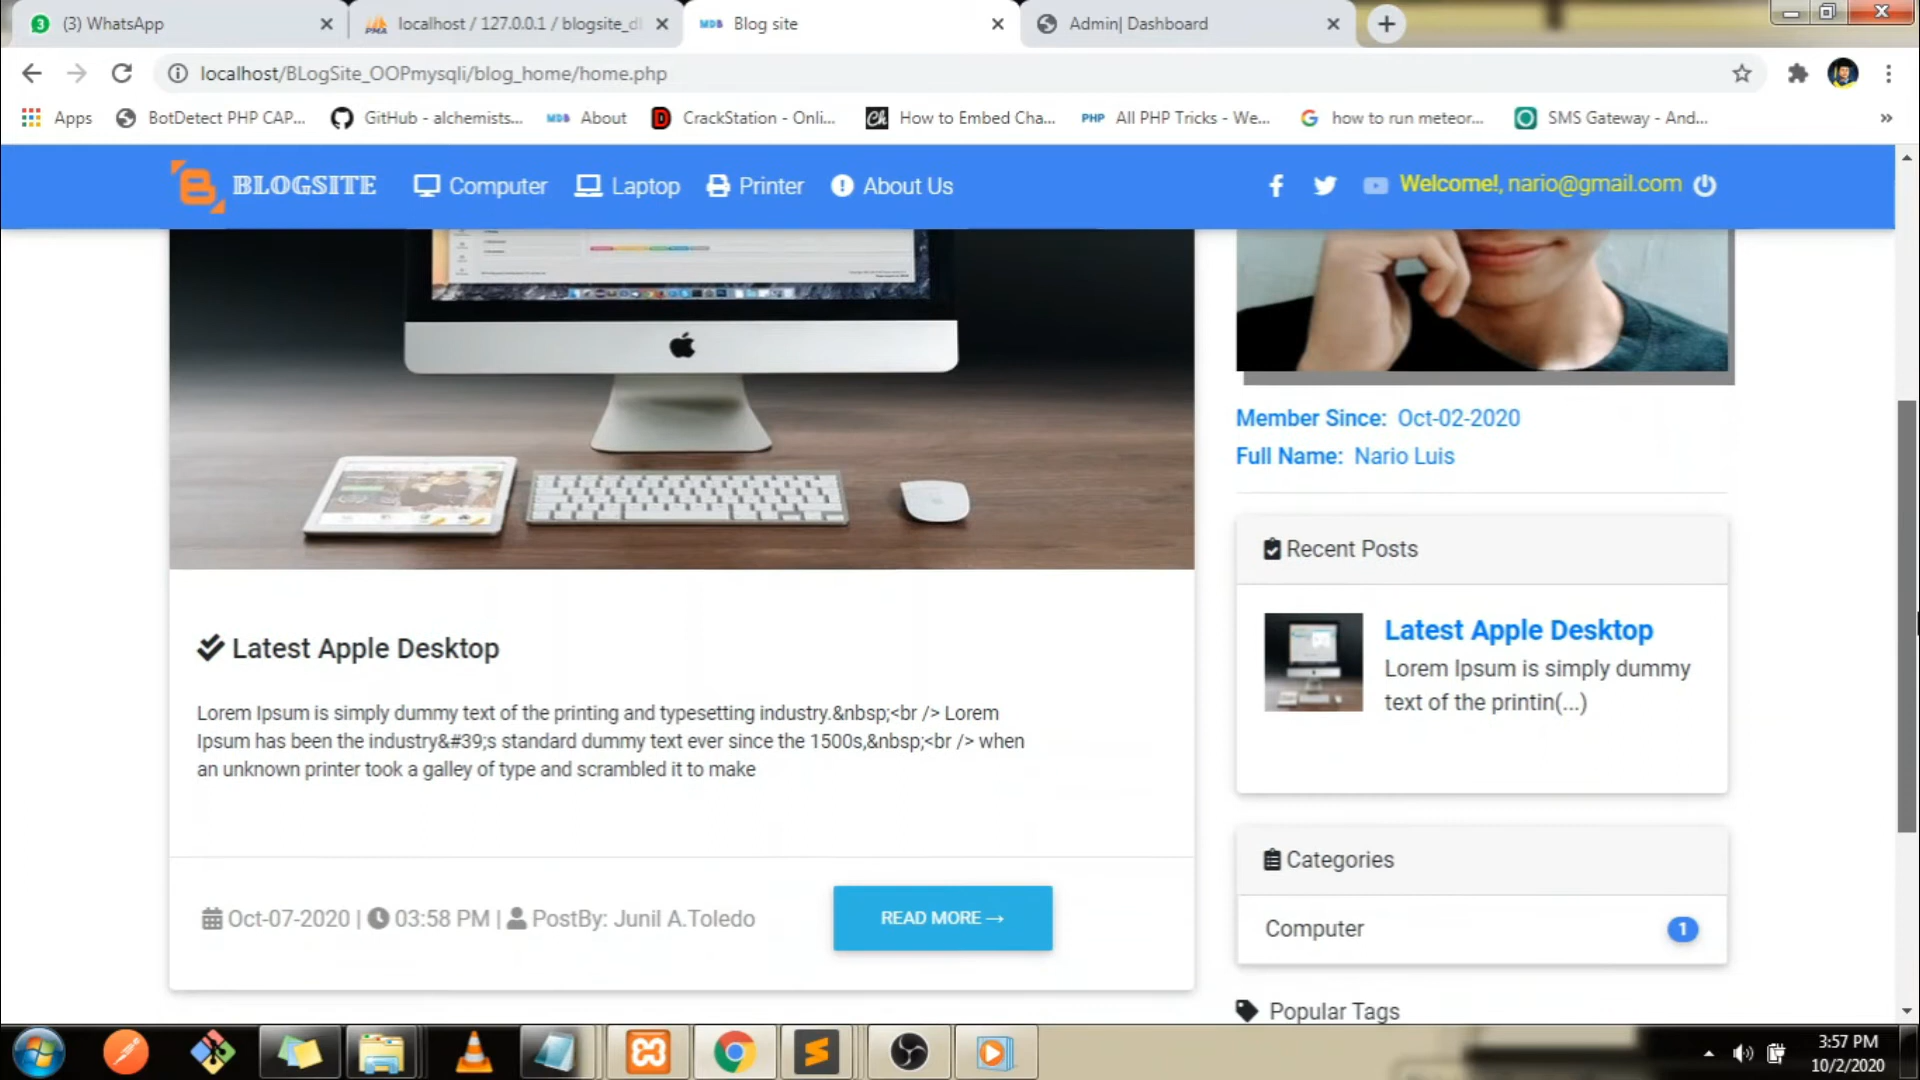 (3) WhatsApp
localhost / 127.0.0.1 / blogsite_d
Blog site
Admin| Dashboard
localhost/BLogSite_OOPmysqli/blog_home/home.php
Apps
BotDetect PHP CAP...
GitHub - alchemists...
About
CrackStation - Onli...
How to Embed Cha...
PHP All PHP Tricks - We...
how to run meteor...
SMS Gateway - And...
BLOGSITE
Computer
Laptop
Printer
About Us
Welcome!, nario@gmail.com
Member Since: Oct-02-2020
Full Name: Nario Luis
Recent Posts
Latest Apple Desktop
Lorem Ipsum is simply dummy
text of the printin(...)
Latest Apple Desktop
Lorem Ipsum is simply dummy text of the printing and typesetting industry.&nbsp;<br /> Lorem
Ipsum has been the industry&#39;s standard dummy text ever since the 1500s,&nbsp;<br /> when
an unknown printer took a galley of type and scrambled it to make
Oct-07-2020 | 03:58 PM | PostBy: Junil A.Toledo
READ MORE →
Categories
Computer
1
Popular Tags
3:57 PM
10/2/2020